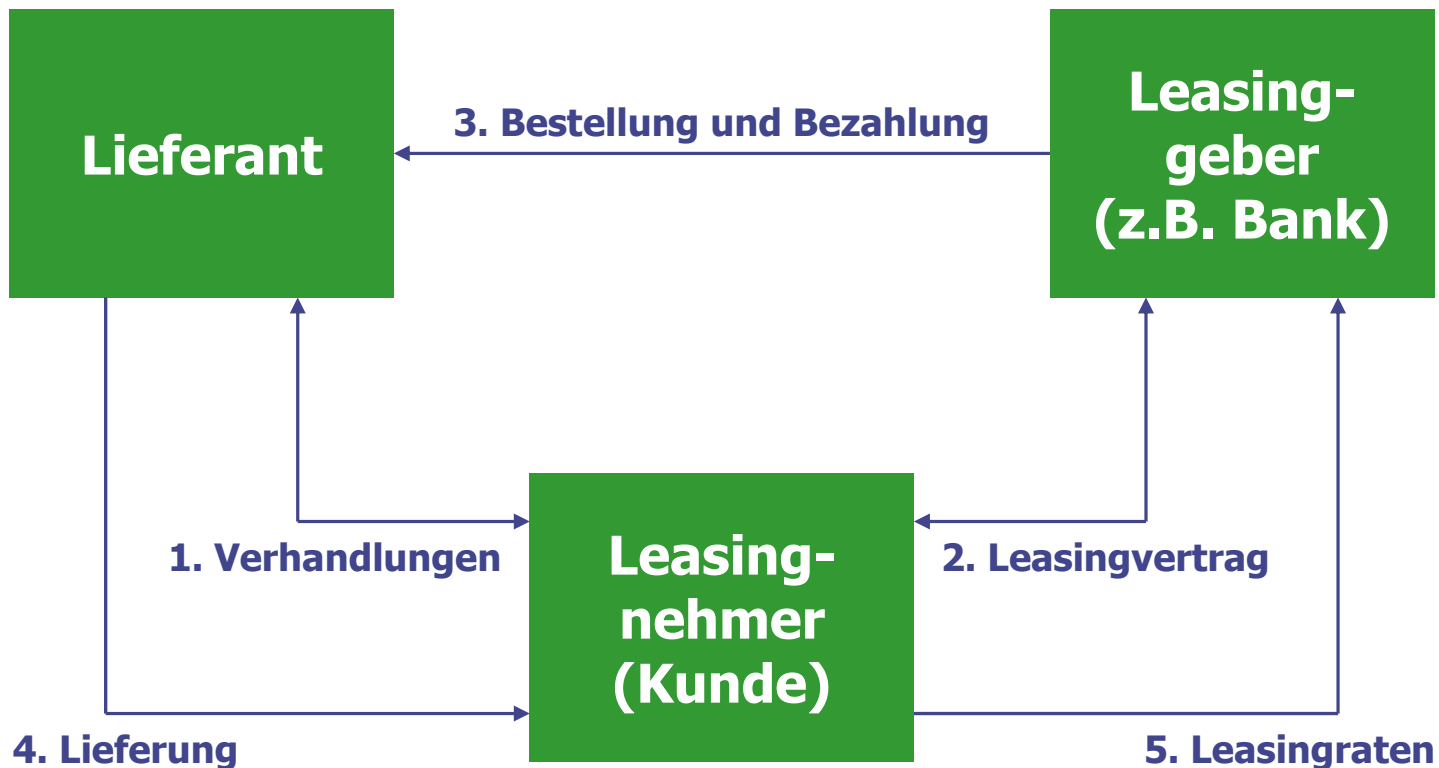 Lieferant
3. Bestellung und Bezahlung
Leasing-
geber
(z.B. Bank)
1. Verhandlungen
Leasing-
nehmer
(Kunde)
2. Leasingvertrag
4. Lieferung
5. Leasingraten